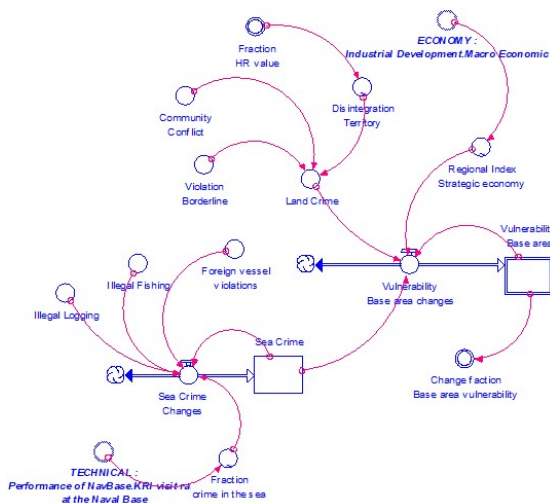 ECONOMY :
Industrial Development.Macro Economic
Fraction
HR value
Disintegration
Territory
Community
Conflict
Violation
Borderline
Land Crime
Regional Index
Strategic economy
Vulnerability
Base area
Foreign vessel
violations
Illegal Fishing
Illegal Logging
Vulnerability
Base area changes
Sea Crime
Sea Crime
Changes
Change faction
Base area vulnerability
TECHNICAL :
Performance of NavBase.KRI visit ra
at the Naval Base
Fraction
crime in the sea